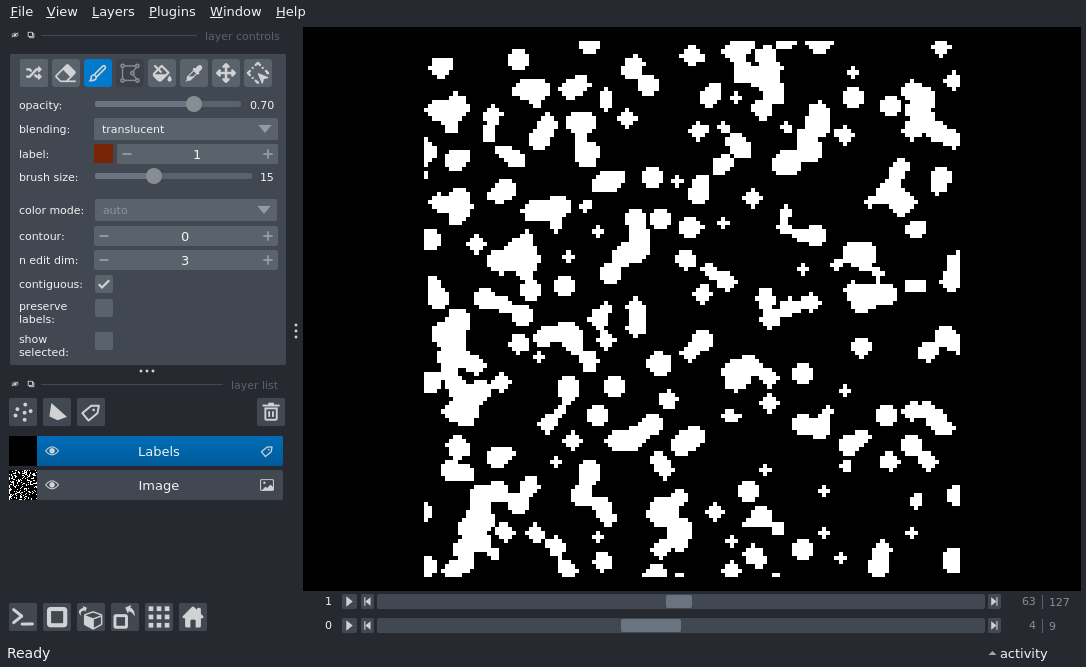 File View Layers Plugins Window Help
layer controls
opacity: 0.70
blending: translucent
label: 1
brush size: 15
color mode: auto
contour: 0
n edit dim: 3
contiguous:
preserve
labels:
show
selected:
layer list
Labels
Image
1 63 127
0 4 9
Ready activity